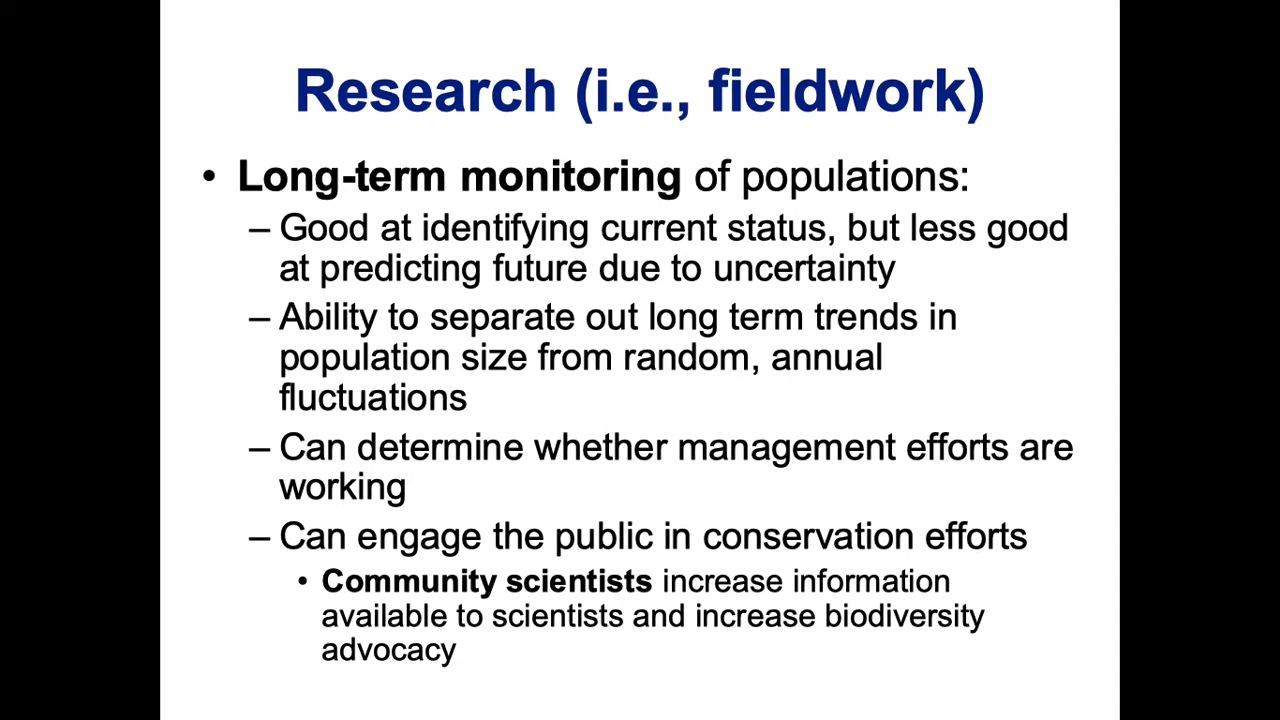 Research (i.e., fieldwork)
• Long-term monitoring of populations:
– Good at identifying current status, but less good
at predicting future due to uncertainty
– Ability to separate out long term trends in
population size from random, annual
fluctuations
– Can determine whether management efforts are
working
– Can engage the public in conservation efforts
• Community scientists increase information
available to scientists and increase biodiversity
advocacy